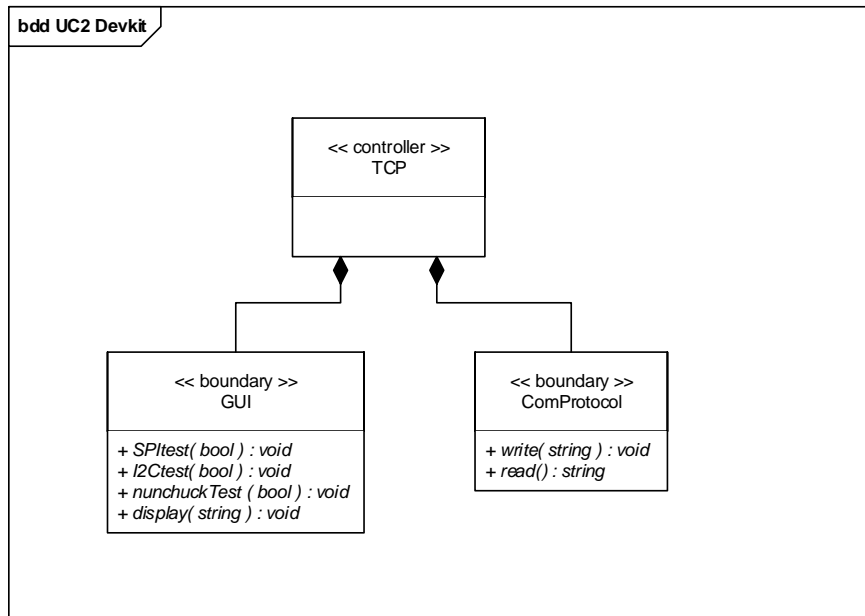 bdd UC2 Devkit
<< controller >>
TCP
<< boundary >>
GUI
+ SPItest( bool ) : void
+ I2Ctest( bool ) : void
+ nunchuckTest ( bool ) : void
+ display( string ) : void
<< boundary >>
ComProtocol
+ write( string ) : void
+ read() : string